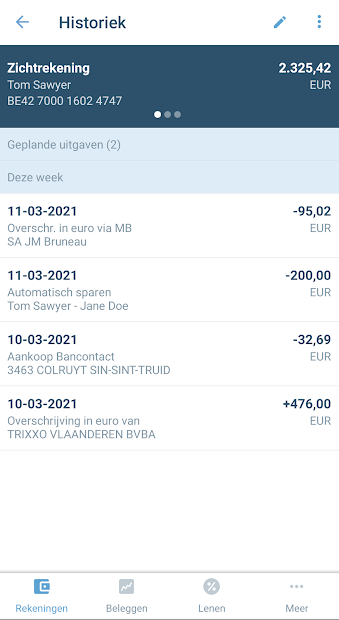 Historiek
Zichtrekening 2.325,42
Tom Sawyer EUR
BE42 7000 1602 4747
Geplande uitgaven (2)
Deze week
11-03-2021 -95,02
Overschr. in euro via MB EUR
SA JM Bruneau
11-03-2021 -200,00
Automatisch sparen EUR
Tom Sawyer - Jane Doe
10-03-2021 -32,69
Aankoop Bancontact EUR
3463 COLRUYT SIN-SINT-TRUID
10-03-2021 +476,00
Overschrijving in euro van EUR
TRIXXO VLAANDEREN BVBA
Rekeningen Beleggen Lenen Meer